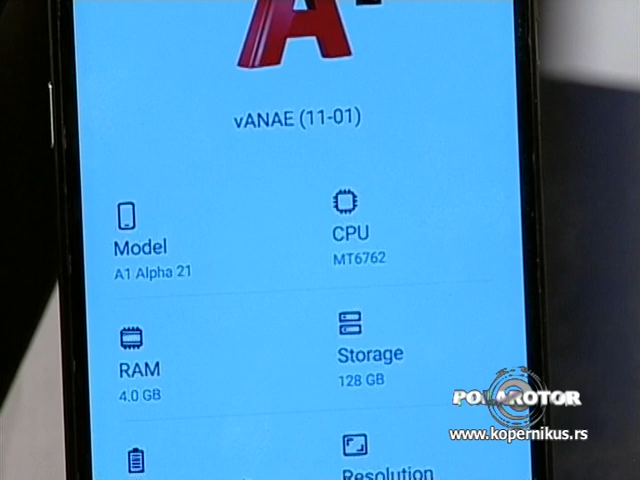 A1
vANAE (11-01)
Model
A1 Alpha 21
CPU
MT6762
RAM
4.0 GB
Storage
128 GB
Resolution
POLAROTOR
www.kopernikus.rs